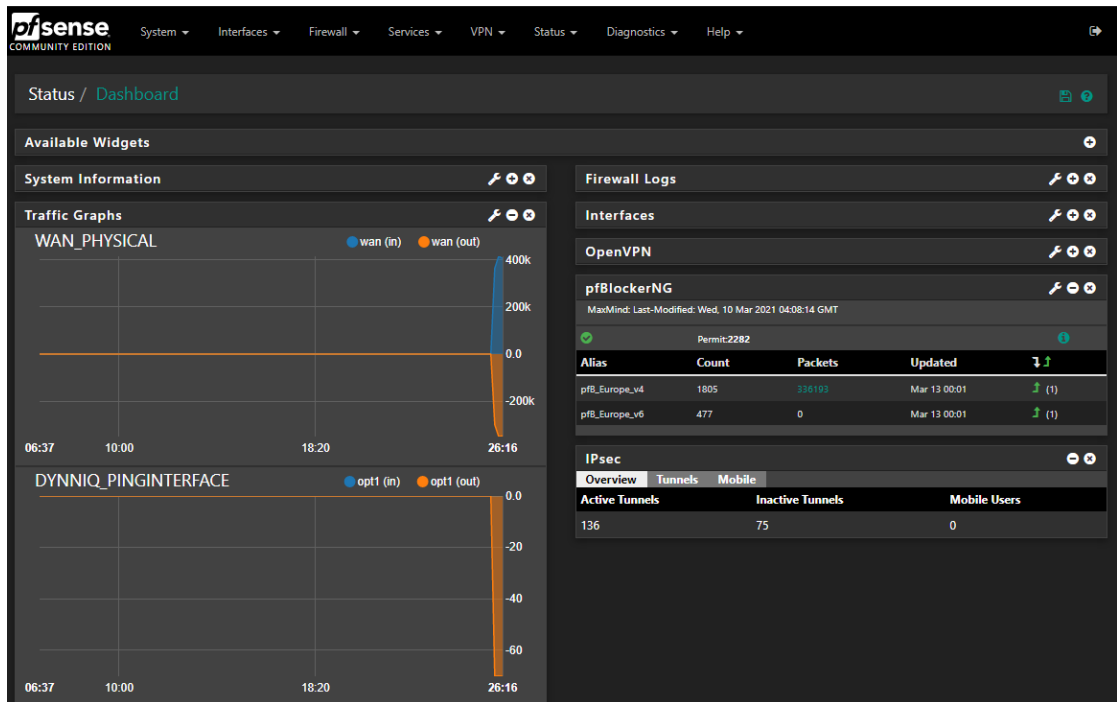 pfsense
COMMUNITY EDITION
System Interfaces Firewall Services VPN Status Diagnostics Help
Status / Dashboard
Available Widgets
System Information
Traffic Graphs
WAN_PHYSICAL
wan (in) wan (out)
400k
200k
0.0
-200k
06:37 10:00 18:20 26:16
DYNNIQ_PINGINTERFACE
opt1 (in) opt1 (out)
0.0
-20
-40
-60
06:37 10:00 18:20 26:16
Firewall Logs
Interfaces
OpenVPN
pfBlockerNG
MaxMind: Last-Modified: Wed, 10 Mar 2021 04:08:14 GMT
Permit:2282
Alias Count Packets Updated
pfB_Europe_v4 1805 336193 Mar 13 00:01 (1)
pfB_Europe_v6 477 0 Mar 13 00:01 (1)
IPsec
Overview Tunnels Mobile
Active Tunnels Inactive Tunnels Mobile Users
136 75 0